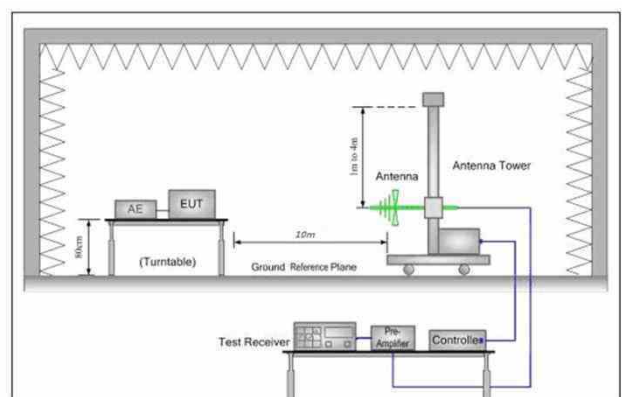 1m to 4m
Antenna
Antenna Tower
AE
EUT
80cm
10m
(Turntable)
Ground Reference Plane
Test Receiver
Pre-
Amplifier
Controller